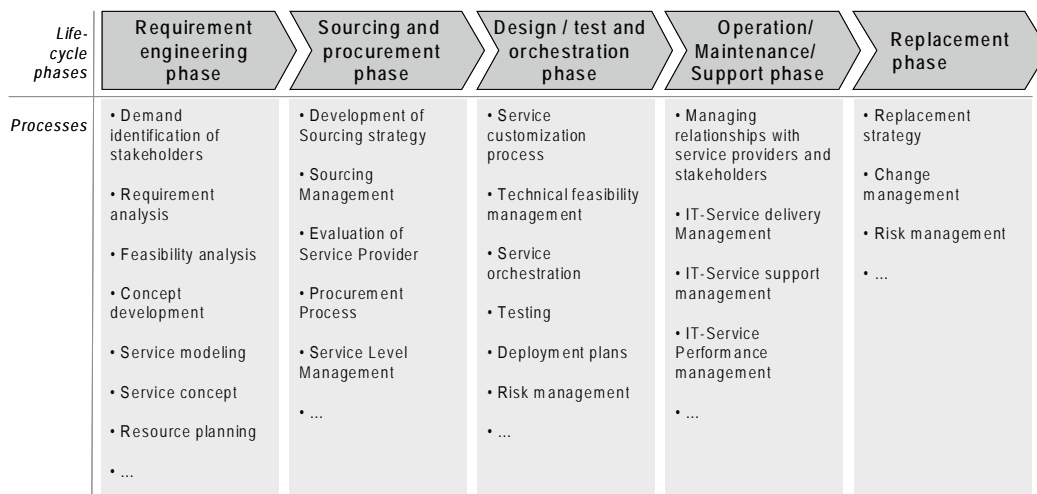 Life-
cycle
phases
Requirement
engineering
phase
Sourcing and
procurement
phase
Design / test and
orchestration
phase
Operation/
Maintenance/
Support phase
Replacement
phase
Processes
• Demand
identification of
stakeholders
• Requirement
analysis
• Feasibility analysis
• Concept
development
• Service modeling
• Service concept
• Resource planning
• ...
• Development of
Sourcing strategy
• Sourcing
Management
• Evaluation of
Service Provider
• Procurement
Process
• Service Level
Management
• ...
• Service
customization
process
• Technical feasibility
management
• Service
orchestration
• Testing
• Deployment plans
• Risk management
• ...
• Managing
relationships with
service providers and
stakeholders
• IT-Service delivery
Management
• IT-Service support
management
• IT-Service
Performance
management
• ...
• Replacement
strategy
• Change
management
• Risk management
• ...